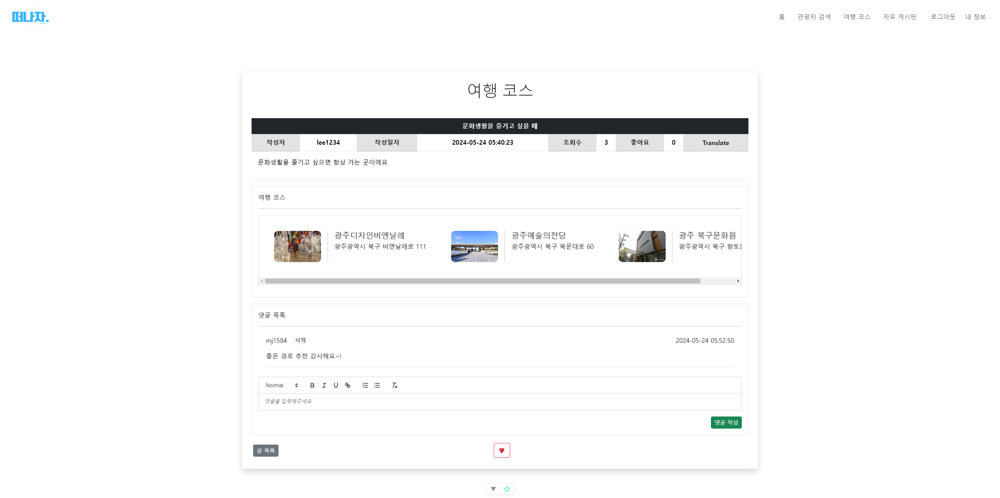 떠나자.
홈 관광지 검색 여행 코스 자유 게시판 로그아웃 내 정보
여행 코스
문화생활을 즐기고 싶을 때
작성자 lee1234 작성일자 2024-05-24 05:40:23 조회수 3 좋아요 0 Translate
문화생활을 즐기고 싶으면 항상 가는 곳이에요
여행 코스
광주디자인비엔날레 광주예술의전당 광주 북구문화원
광주광역시 북구 비엔날레로 111 광주광역시 북구 북문대로 60 광주광역시 북구 향토
댓글 목록
mj1584 삭제 2024-05-24 05:52:50
좋은 경로 추천 감사해요~!
Normal
댓글을 입력해주세요.
댓글 작성
글 목록